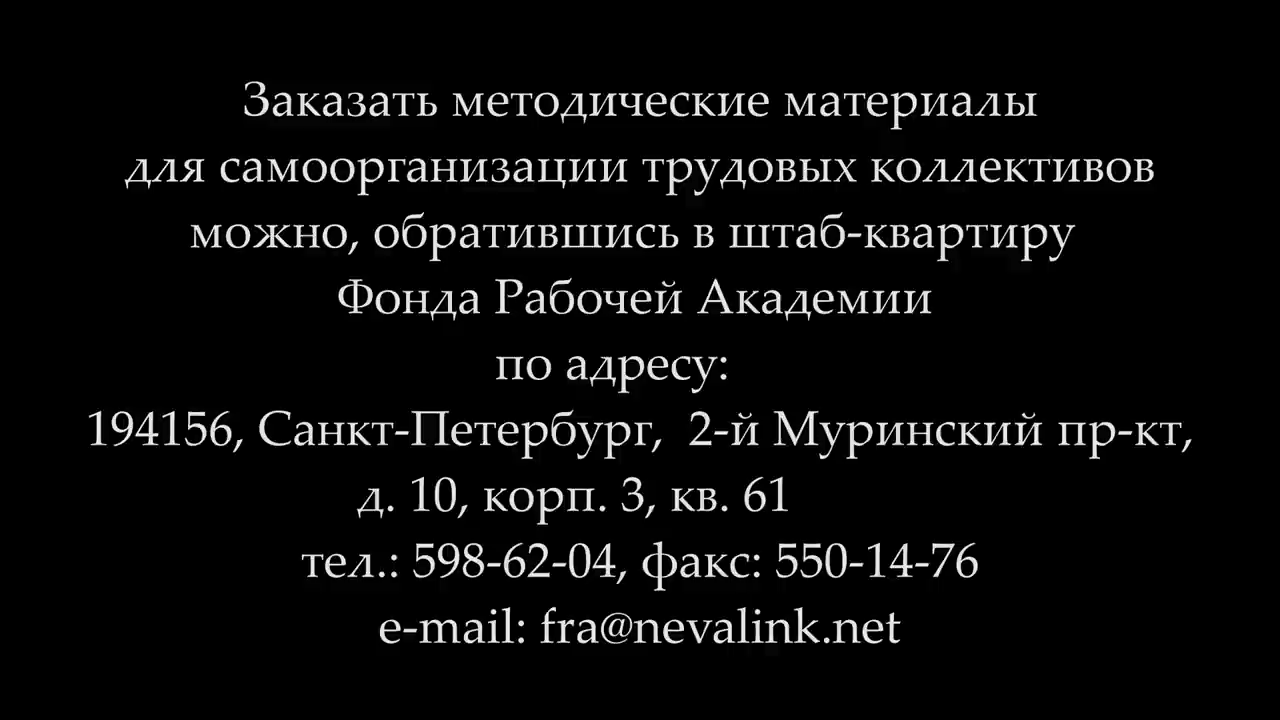 Заказать методические материалы
для самоорганизации трудовых коллективов
можно, обратившись в штаб-квартиру
Фонда Рабочей Академии
по адресу:
194156, Санкт-Петербург, 2-й Муринский пр-кт,
д. 10, корп. 3, кв. 61
тел.: 598-62-04, факс: 550-14-76
e-mail: fra@nevalink.net